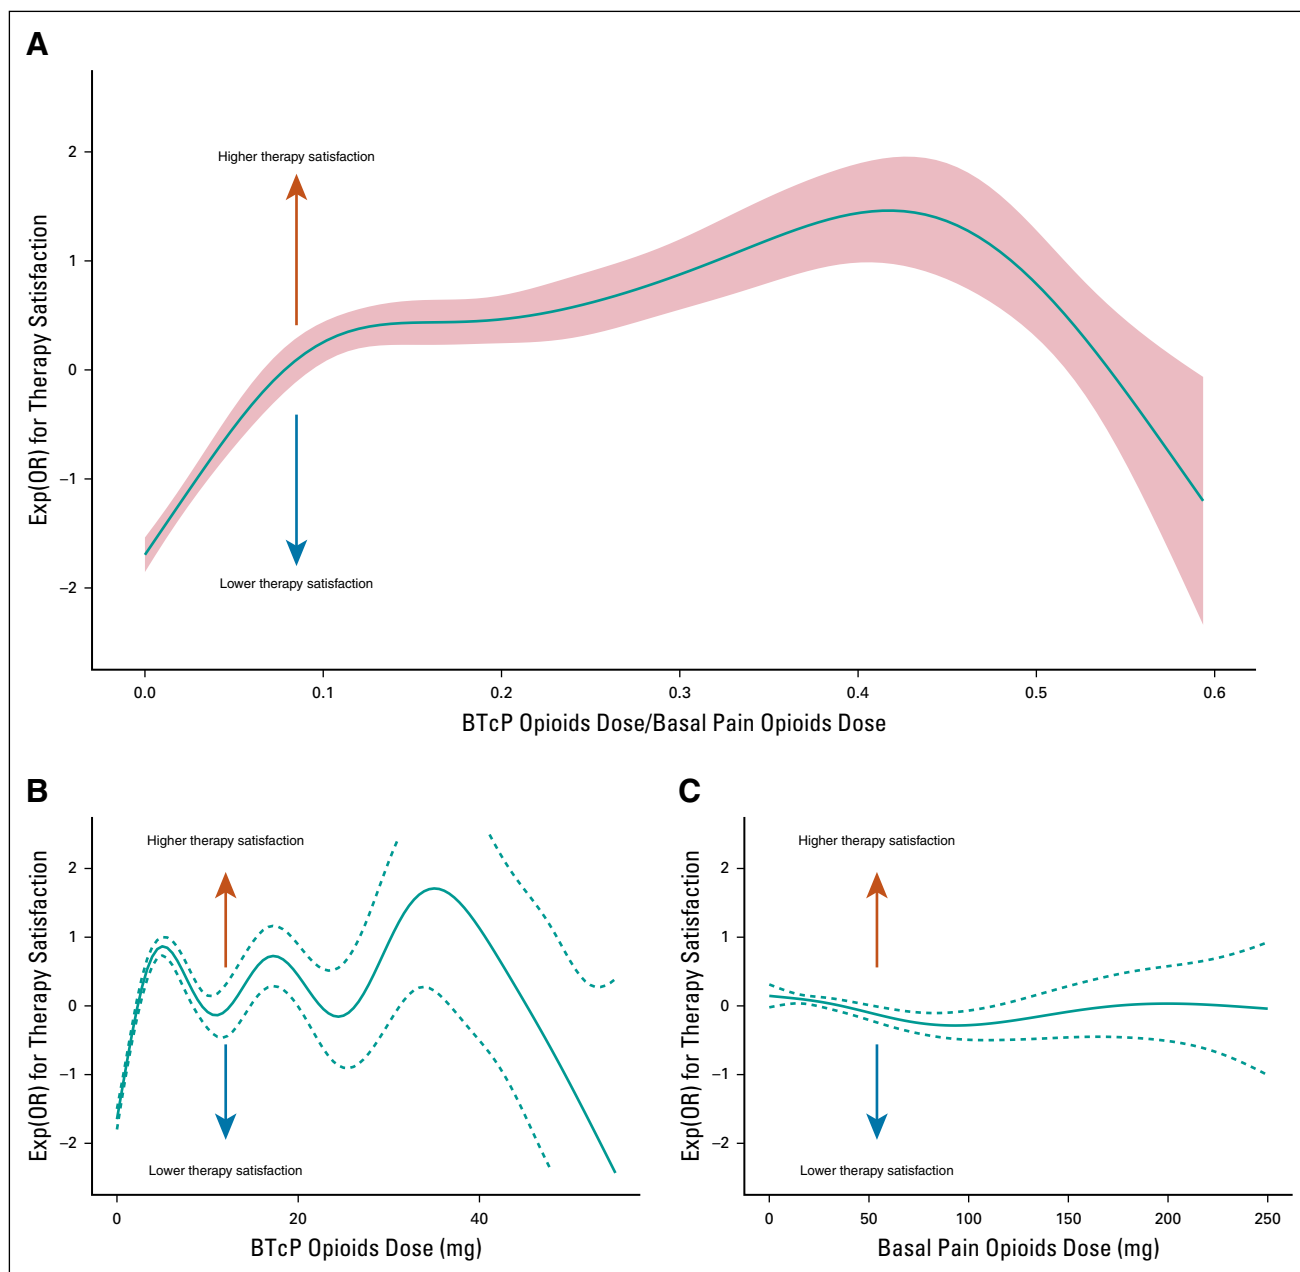 A
Exp(OR) for Therapy Satisfaction
2
1
0
–1
–2
Higher therapy satisfaction
Lower therapy satisfaction
0.0
0.1
0.2
0.3
0.4
0.5
0.6
BTcP Opioids Dose/Basal Pain Opioids Dose
B
Exp(OR) for Therapy Satisfaction
2
1
0
–1
–2
Higher therapy satisfaction
Lower therapy satisfaction
0
20
40
BTcP Opioids Dose (mg)
C
Exp(OR) for Therapy Satisfaction
2
1
0
–1
–2
Higher therapy satisfaction
Lower therapy satisfaction
0
50
100
150
200
250
Basal Pain Opioids Dose (mg)